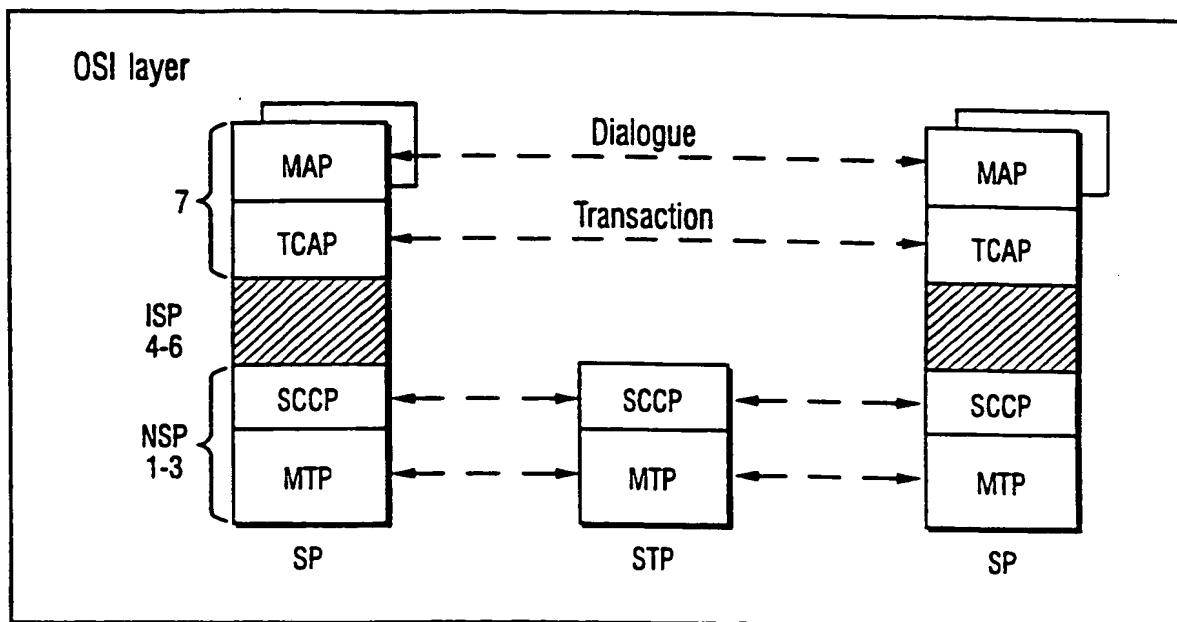 OSI layer
Dialogue
MAP
MAP
7
Transaction
TCAP
TCAP
ISP
4-6
SCCP
SCCP
SCCP
NSP
1-3
MTP
MTP
MTP
SP
STP
SP